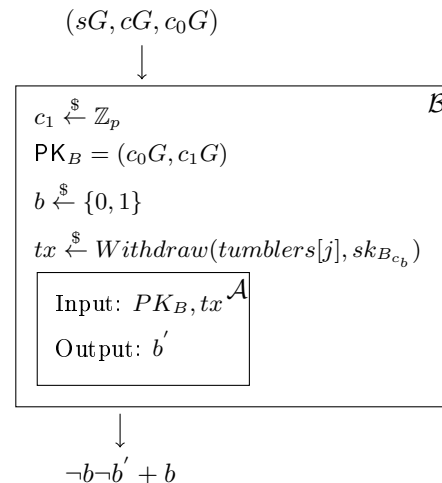 (sG, cG, c₀G)
ℬ
c₁ ←$ ℤₚ
PK_B = (c₀G, c₁G)
b ←$ {0, 1}
tx ←$ Withdraw(tumblers[j], sk_{B_{c_b}})
𝒜
Input: PK_B, tx
Output: b′
¬b¬b′ + b